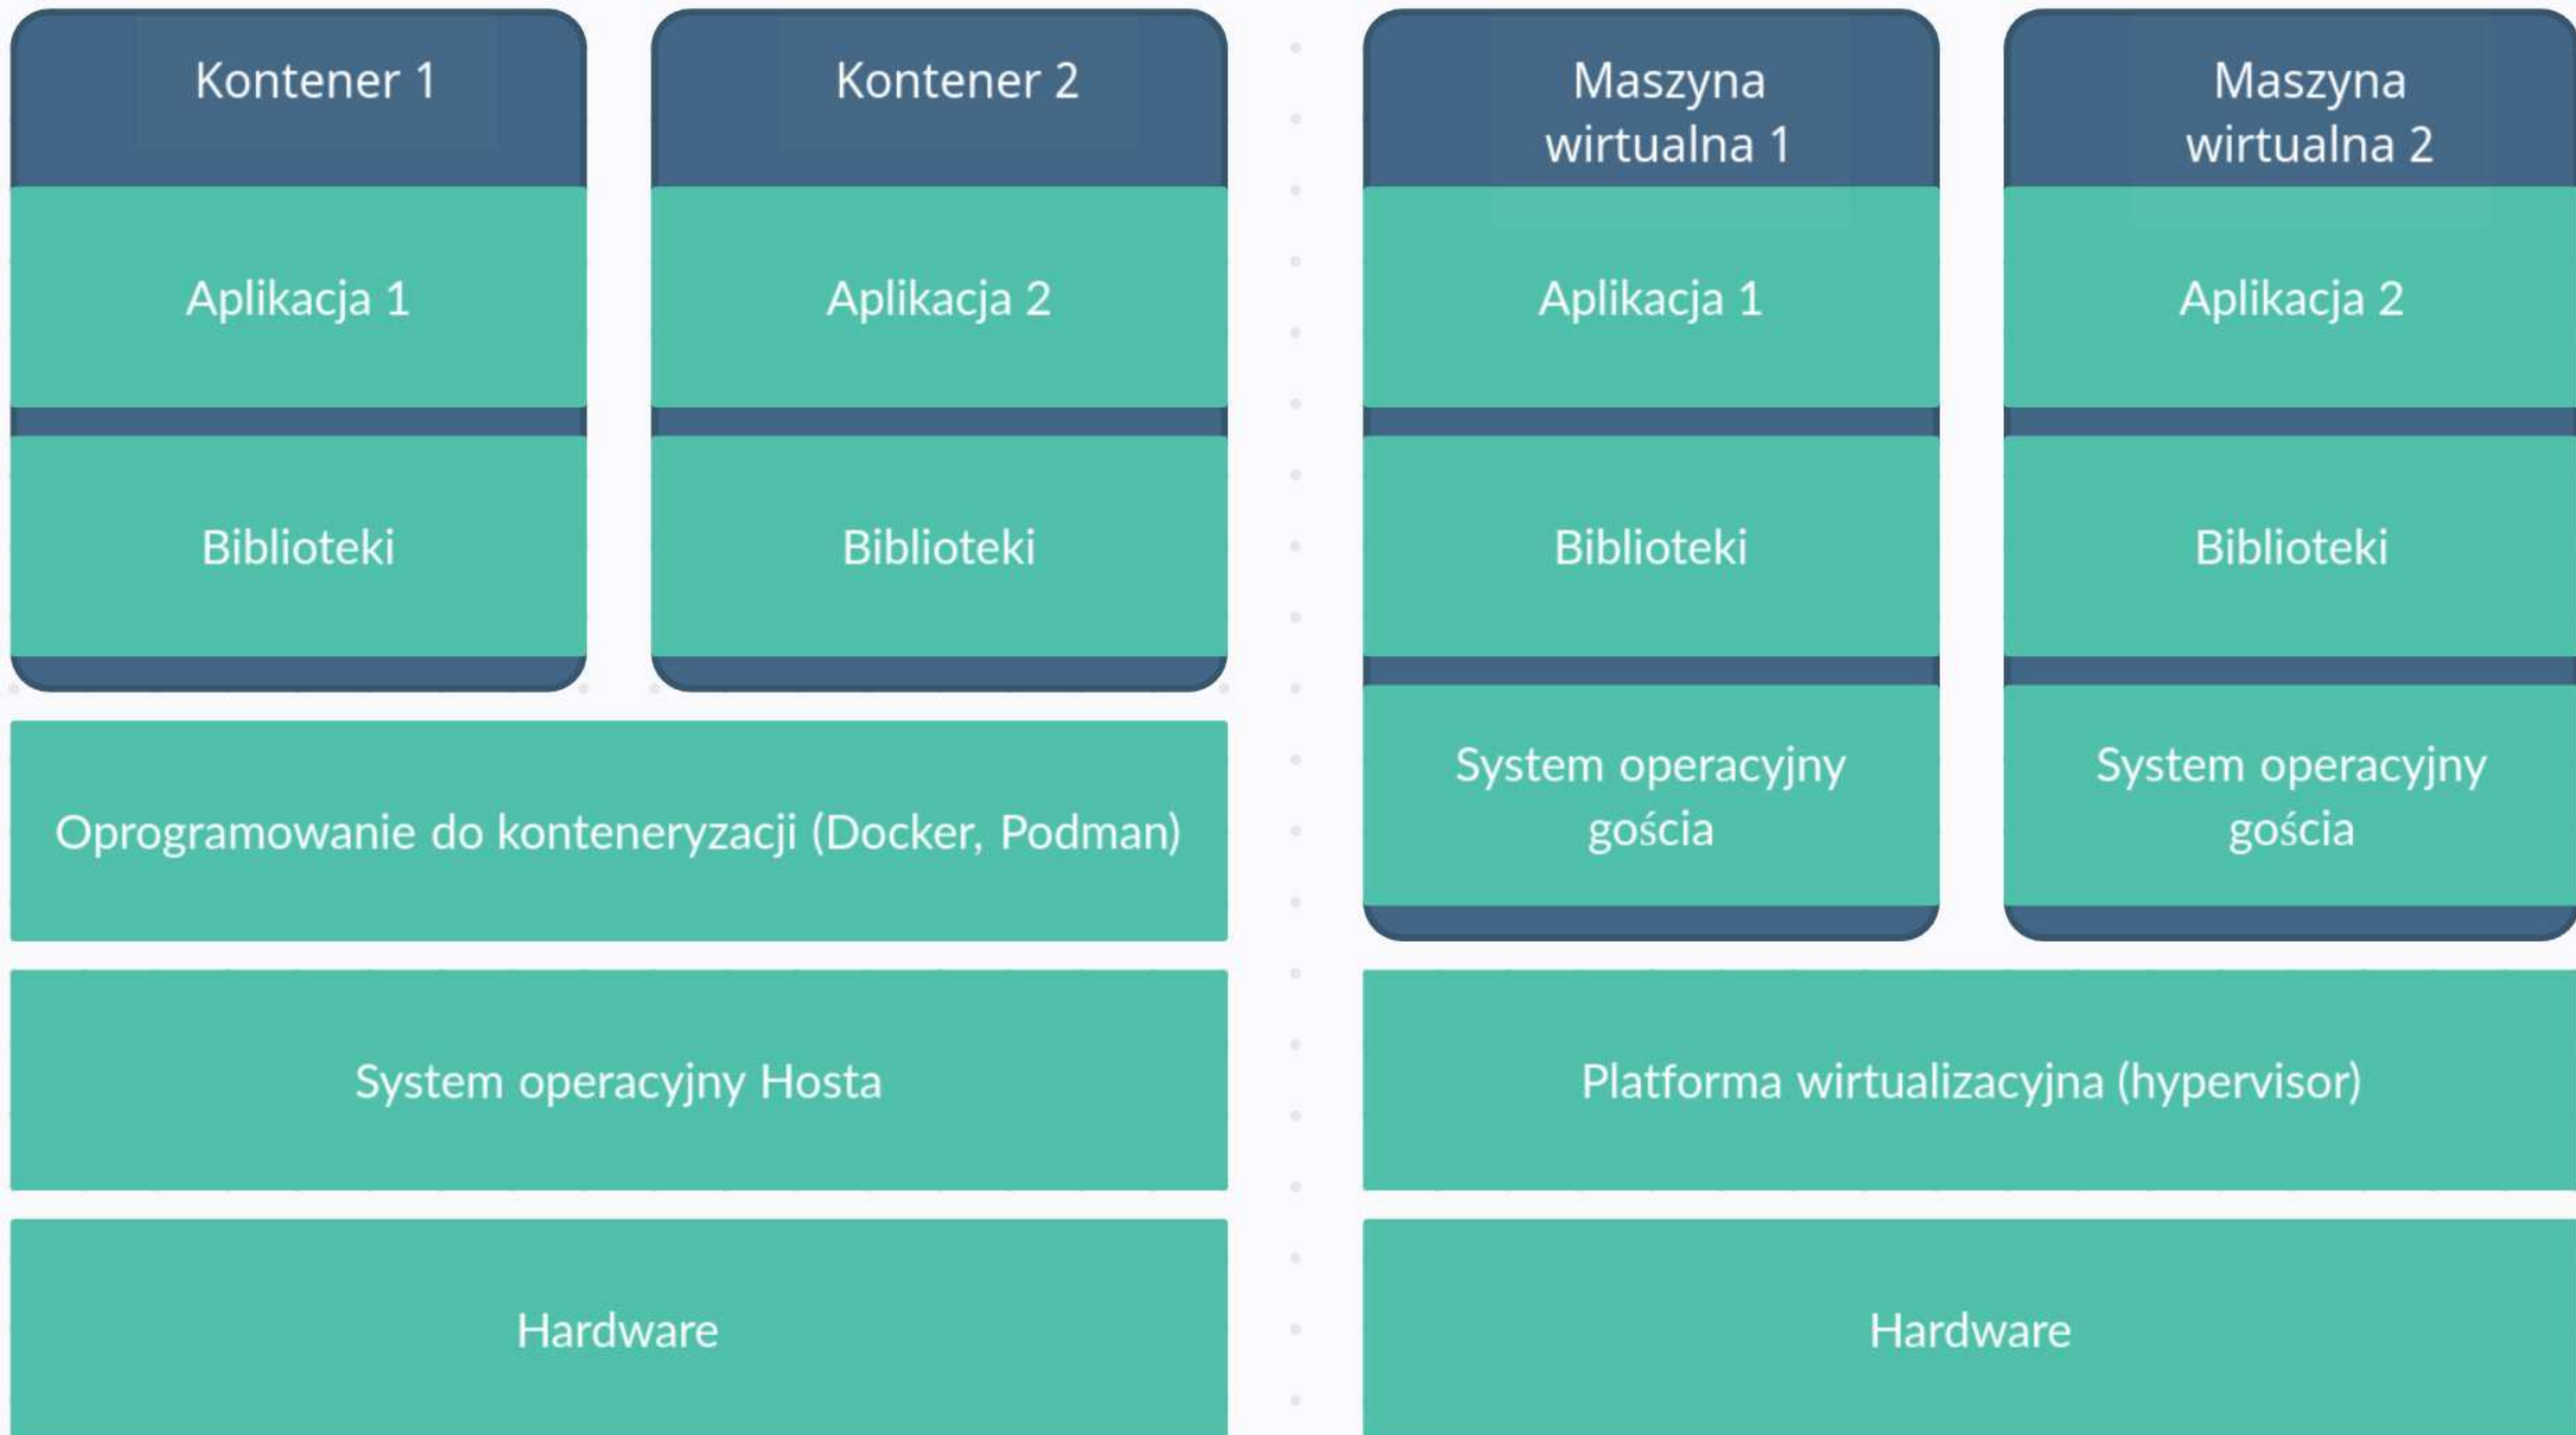 Kontener 1
Aplikacja 1
Biblioteki
Kontener 2
Aplikacja 2
Biblioteki
Oprogramowanie do konteneryzacji (Docker, Podman)
System operacyjny Hosta
Hardware
Maszyna
wirtualna 1
Aplikacja 1
Biblioteki
System operacyjny
gościa
Maszyna
wirtualna 2
Aplikacja 2
Biblioteki
System operacyjny
gościa
Platforma wirtualizacyjna (hypervisor)
Hardware